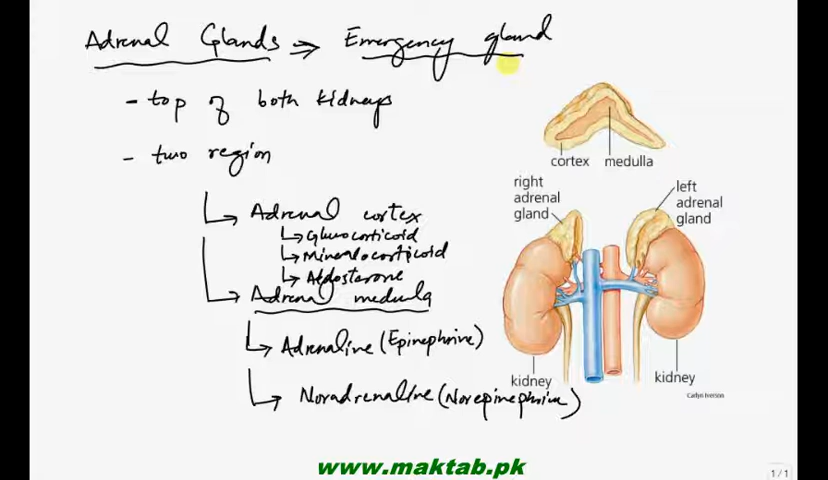 Adrenal Glands ⇒ Emergency gland
- top of both kidneys
- two region
Adrenal cortex
Glucocorticoid
Mineralocorticoid
Aldosterone
Adrenal medula
Adrenaline (Epinephrine)
Noradrenaline (Norepinephrine)
cortex medulla
right adrenal gland
left adrenal gland
kidney
kidney
Carlyn Iverson
www.maktab.pk
1 / 1